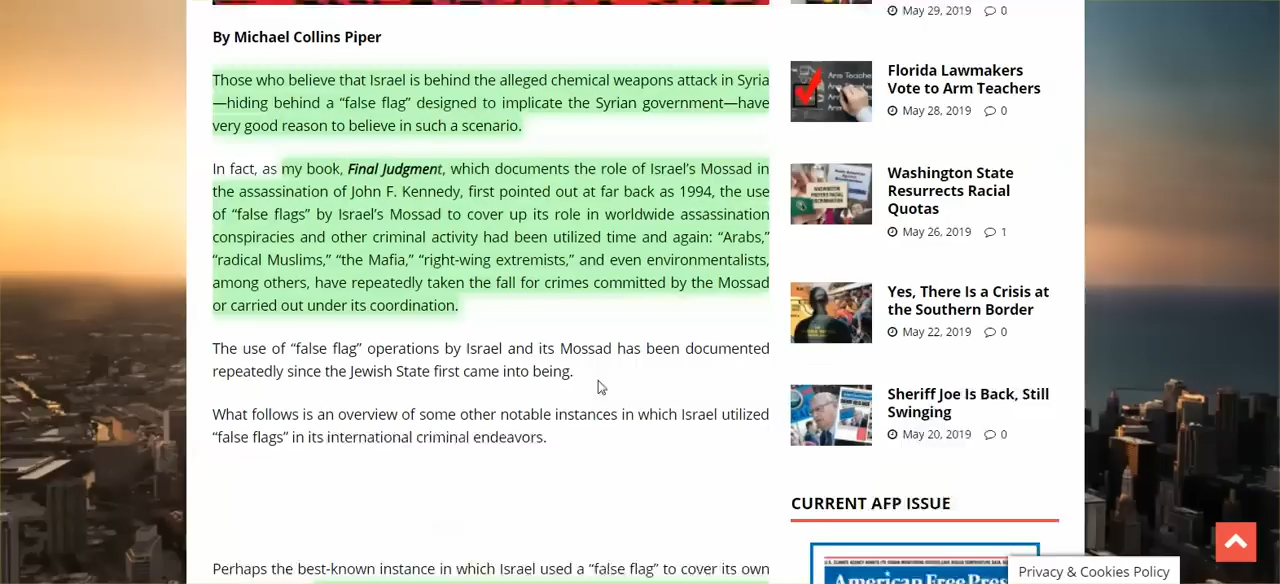 By Michael Collins Piper
Those who believe that Israel is behind the alleged chemical weapons attack in Syria
—hiding behind a “false flag” designed to implicate the Syrian government—have
very good reason to believe in such a scenario.
In fact, as my book, Final Judgment, which documents the role of Israel’s Mossad in
the assassination of John F. Kennedy, first pointed out at far back as 1994, the use
of “false flags” by Israel’s Mossad to cover up its role in worldwide assassination
conspiracies and other criminal activity had been utilized time and again: “Arabs,”
“radical Muslims,” “the Mafia,” “right-wing extremists,” and even environmentalists,
among others, have repeatedly taken the fall for crimes committed by the Mossad
or carried out under its coordination.
The use of “false flag” operations by Israel and its Mossad has been documented
repeatedly since the Jewish State first came into being.
What follows is an overview of some other notable instances in which Israel utilized
“false flags” in its international criminal endeavors.
Perhaps the best-known instance in which Israel used a “false flag” to cover its own
May 29, 2019 0
Florida Lawmakers
Vote to Arm Teachers
May 28, 2019 0
Washington State
Resurrects Racial
Quotas
May 26, 2019 1
Yes, There Is a Crisis at
the Southern Border
May 22, 2019 0
Sheriff Joe Is Back, Still
Swinging
May 20, 2019 0
CURRENT AFP ISSUE
American Free Press
Privacy & Cookies Policy